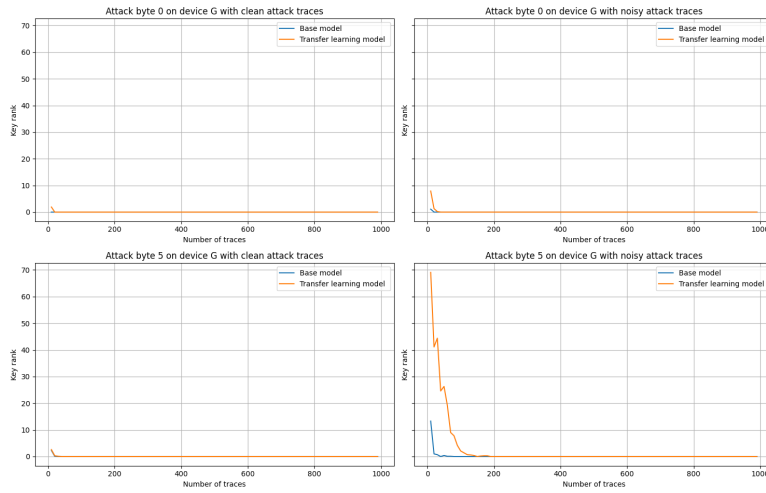 Attack byte 0 on device G with clean attack traces
Base model
Transfer learning model
70
60
50
40
30
20
10
0
Key rank
0 200 400 600 800 1000
Number of traces
Attack byte 0 on device G with noisy attack traces
Base model
Transfer learning model
Key rank
0 200 400 600 800 1000
Number of traces
Attack byte 5 on device G with clean attack traces
Base model
Transfer learning model
70
60
50
40
30
20
10
0
Key rank
0 200 400 600 800 1000
Number of traces
Attack byte 5 on device G with noisy attack traces
Base model
Transfer learning model
Key rank
0 200 400 600 800 1000
Number of traces